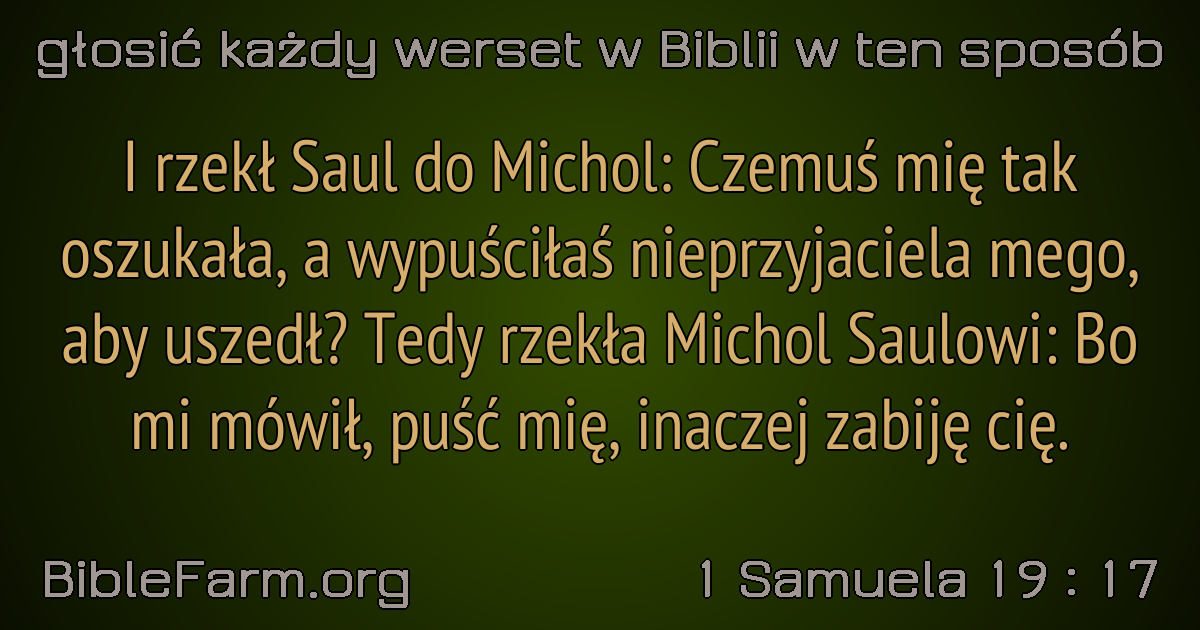 głosić każdy werset w Biblii w ten sposób
I rzekł Saul do Michol: Czemuś mię tak
oszukała, a wypuściłaś nieprzyjaciela mego,
aby uszedł? Tedy rzekła Michol Saulowi: Bo
mi mówił, puść mię, inaczej zabiję cię.
BibleFarm.org
1 Samuela 19 : 17